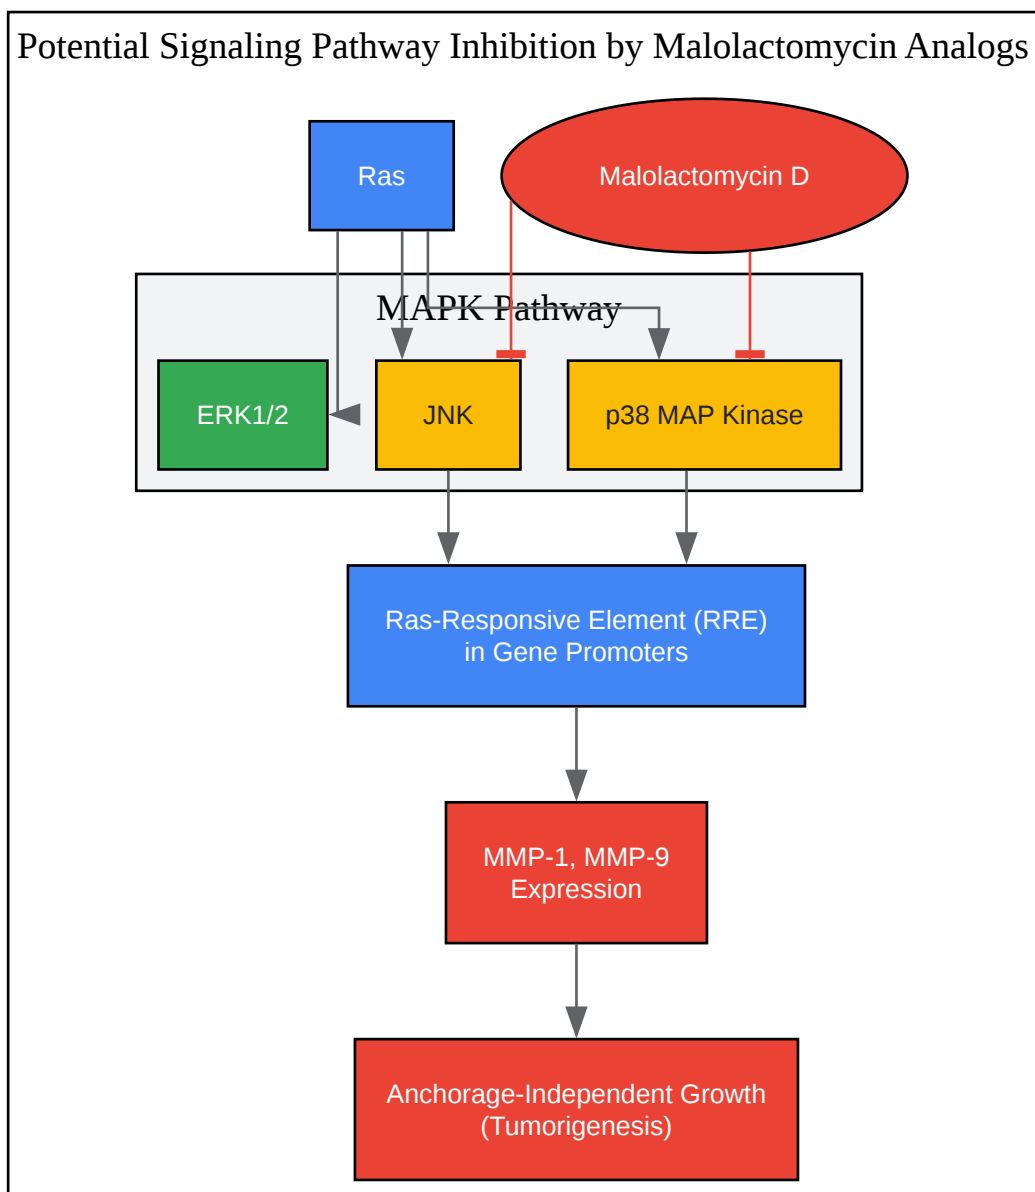 Potential Signaling Pathway Inhibition by Malolactomycin Analogs
Ras
Malolactomycin D
MAPK Pathway
ERK1/2
JNK
p38 MAP Kinase
Ras-Responsive Element (RRE)
in Gene Promoters
MMP-1, MMP-9
Expression
Anchorage-Independent Growth
(Tumorigenesis)